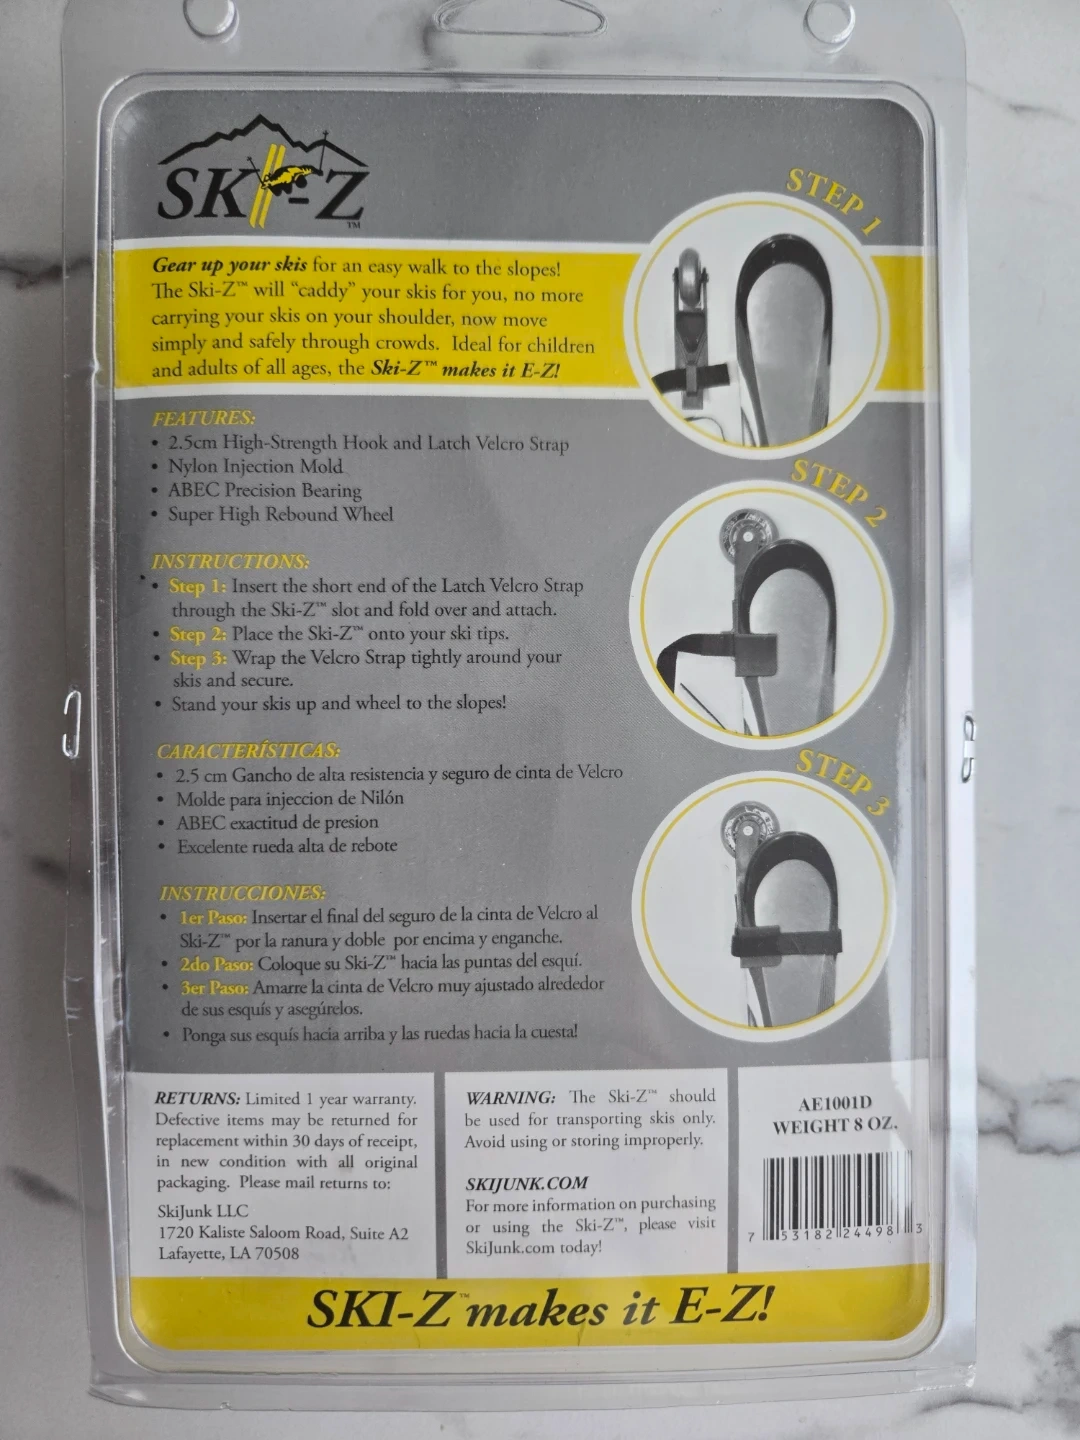 SKI-Z™
Gear up your skis for an easy walk to the slopes!
The Ski-Z™ will “caddy” your skis for you, no more
carrying your skis on your shoulder, now move
simply and safely through crowds. Ideal for children
and adults of all ages, the Ski-Z™ makes it E-Z!
STEP 1
FEATURES:
• 2.5cm High-Strength Hook and Latch Velcro Strap
• Nylon Injection Mold
• ABEC Precision Bearing
• Super High Rebound Wheel
STEP 2
INSTRUCTIONS:
• Step 1: Insert the short end of the Latch Velcro Strap
through the Ski-Z™ slot and fold over and attach.
• Step 2: Place the Ski-Z™ onto your ski tips.
• Step 3: Wrap the Velcro Strap tightly around your
skis and secure.
• Stand your skis up and wheel to the slopes!
STEP 3
CARACTERÍSTICAS:
• 2.5 cm Gancho de alta resistencia y seguro de cinta de Velcro
• Molde para injeccion de Nilón
• ABEC exactitud de presion
• Excelente rueda alta de rebote
INSTRUCCIONES:
• 1er Paso: Insertar el final del seguro de la cinta de Velcro al
Ski-Z™ por la ranura y doble por encima y enganche.
• 2do Paso: Coloque su Ski-Z™ hacia las puntas del esquí.
• 3er Paso: Amarre la cinta de Velcro muy ajustado alrededor
de sus esquís y asegúrelos.
• Ponga sus esquís hacia arriba y las ruedas hacia la cuesta!
RETURNS: Limited 1 year warranty.
Defective items may be returned for
replacement within 30 days of receipt,
in new condition with all original
packaging. Please mail returns to:
SkiJunk LLC
1720 Kaliste Saloom Road, Suite A2
Lafayette, LA 70508
WARNING: The Ski-Z™ should
be used for transporting skis only.
Avoid using or storing improperly.
SKIJUNK.COM
For more information on purchasing
or using the Ski-Z™, please visit
SkiJunk.com today!
AE1001D
WEIGHT 8 OZ.
7 53182 24498 3
SKI-Z™ makes it E-Z!